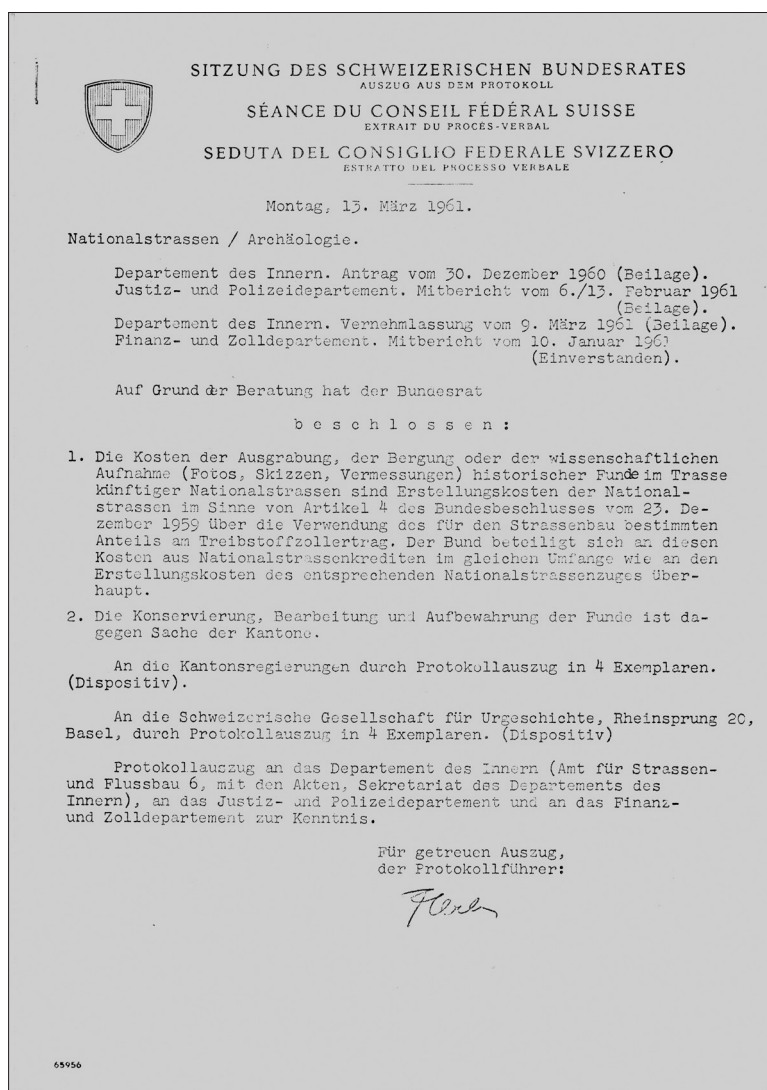 SITZUNG DES SCHWEIZERISCHEN BUNDESRATES
AUSZUG AUS DEM PROTOKOLL
SÉANCE DU CONSEIL FÉDÉRAL SUISSE
EXTRAIT DU PROCÈS-VERBAL
SEDUTA DEL CONSIGLIO FEDERALE SVIZZERO
ESTRATTO DEL PROCESSO VERBALE
Montag, 13. März 1961.
Nationalstrassen / Archäologie.
Departement des Innern. Antrag vom 30. Dezember 1960 (Beilage).
Justiz- und Polizeidepartement. Mitbericht vom 6./13. Februar 1961
(Beilage).
Departement des Innern. Vernehmlassung vom 9. März 1961 (Beilage).
Finanz- und Zolldepartement. Mitbericht vom 10. Januar 1961
(Einverstanden).
Auf Grund der Beratung hat der Bundesrat
b e s c h l o s s e n :
1. Die Kosten der Ausgrabung, der Bergung oder der wissenschaftlichen
Aufnahme (Fotos, Skizzen, Vermessungen) historischer Funde im Trasse
künftiger Nationalstrassen sind Erstellungskosten der National-
strassen im Sinne von Artikel 4 des Bundesbeschlusses vom 23. De-
zember 1959 über die Verwendung des für den Strassenbau bestimmten
Anteils am Treibstoffzollertrag. Der Bund beteiligt sich an diesen
Kosten aus Nationalstrassenkrediten im gleichen Umfange wie an den
Erstellungskosten des entsprechenden Nationalstrassenzuges über-
haupt.
2. Die Konservierung, Bearbeitung und Aufbewahrung der Funde ist da-
gegen Sache der Kantone.
An die Kantonsregierungen durch Protokollauszug in 4 Exemplaren.
(Dispositiv).
An die Schweizerische Gesellschaft für Urgeschichte, Rheinsprung 20,
Basel, durch Protokollauszug in 4 Exemplaren. (Dispositiv)
Protokollauszug an das Departement des Innern (Amt für Strassen-
und Flussbau 6, mit den Akten, Sekretariat des Departements des
Innern), an das Justiz- und Polizeidepartement und an das Finanz-
und Zolldepartement zur Kenntnis.
Für getreuen Auszug,
der Protokollführer:
65956